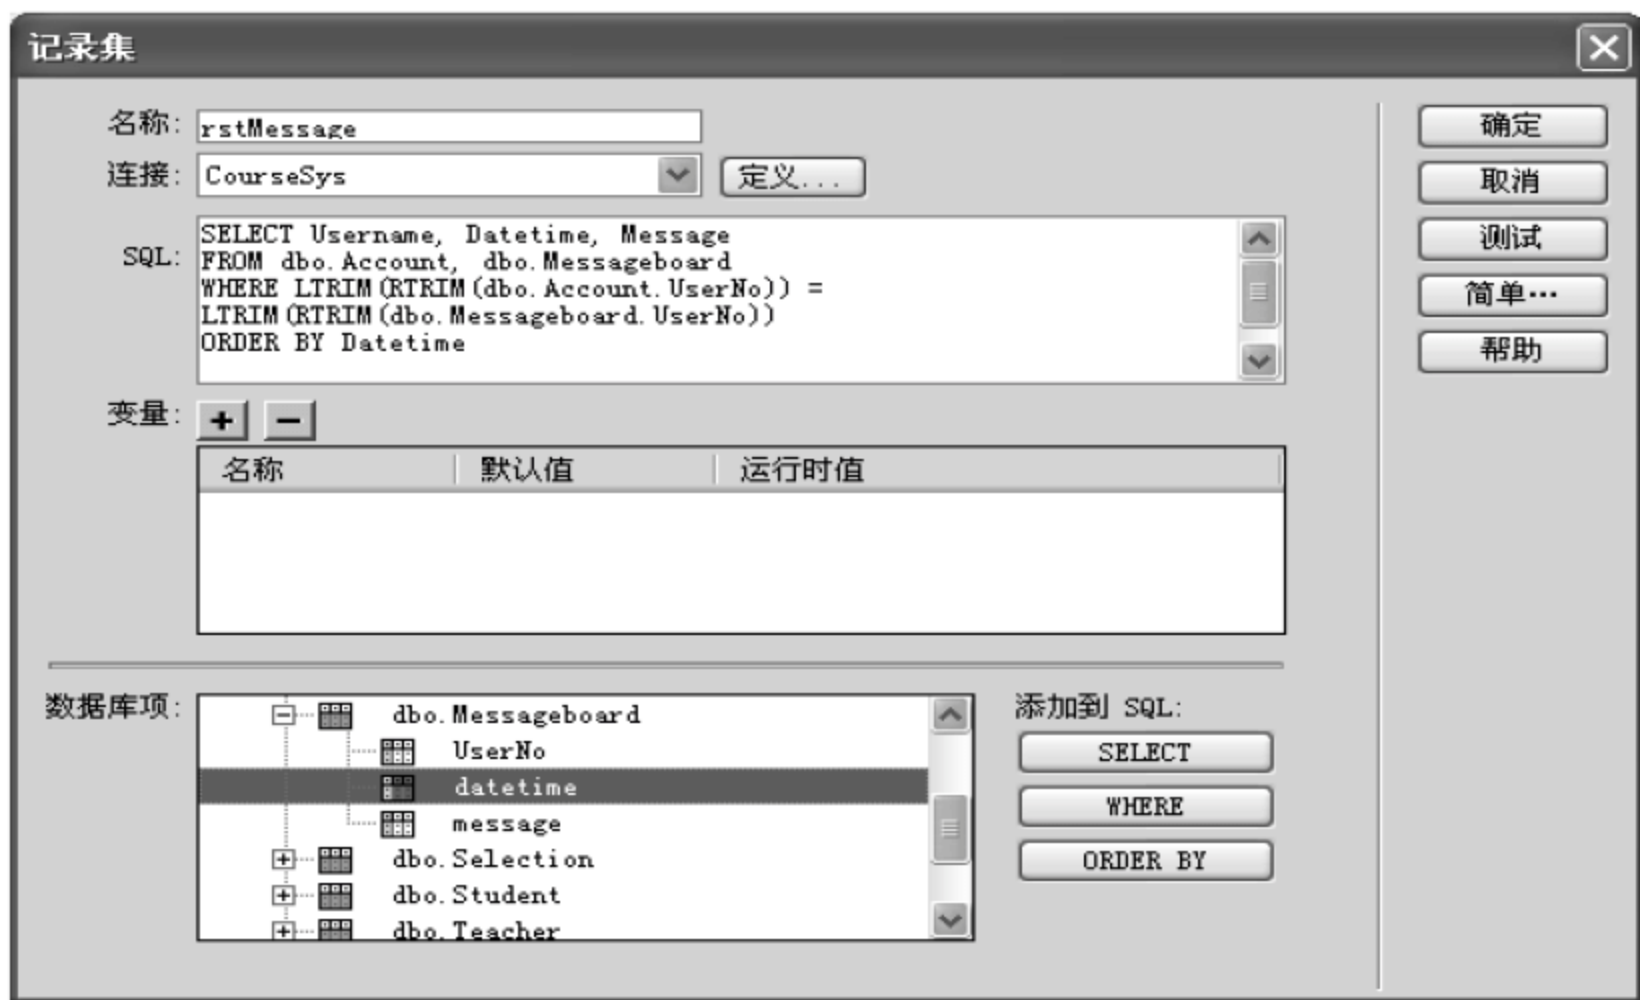 记录集
名称: rstMessage
连接: CourseSys 定义...
SQL: SELECT Username, Datetime, Message
FROM dbo.Account, dbo.Messageboard
WHERE LTRIM(RTRIM(dbo.Account.UserNo)) =
LTRIM(RTRIM(dbo.Messageboard.UserNo))
ORDER BY Datetime
变量: + −
名称 默认值 运行时值
数据库项:
dbo.Messageboard
UserNo
datetime
message
dbo.Selection
dbo.Student
dbo.Teacher
添加到 SQL:
SELECT
WHERE
ORDER BY
确定
取消
测试
简单…
帮助